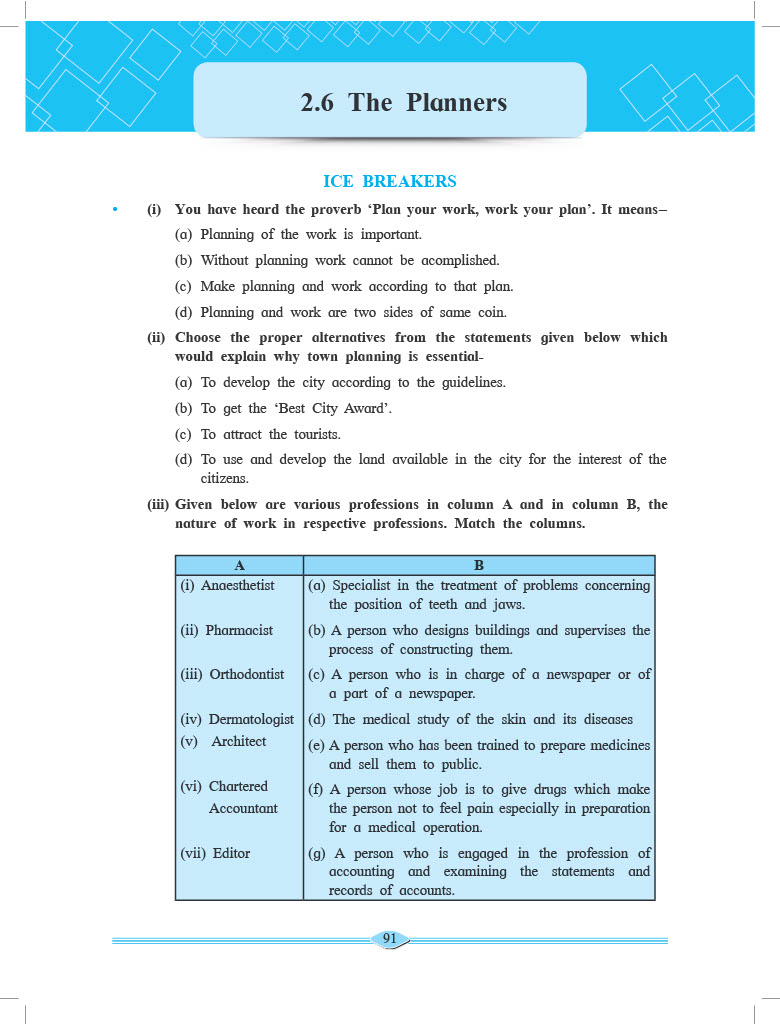 2.6 The Planners
ICE BREAKERS
• (i) You have heard the proverb ‘Plan your work, work your plan’. It means–
(a) Planning of the work is important.
(b) Without planning work cannot be acomplished.
(c) Make planning and work according to that plan.
(d) Planning and work are two sides of same coin.
(ii) Choose the proper alternatives from the statements given below which
would explain why town planning is essential-
(a) To develop the city according to the guidelines.
(b) To get the ‘Best City Award’.
(c) To attract the tourists.
(d) To use and develop the land available in the city for the interest of the
citizens.
(iii) Given below are various professions in column A and in column B, the
nature of work in respective professions. Match the columns.
A B
(i) Anaesthetist (a) Specialist in the treatment of problems concerning
the position of teeth and jaws.
(ii) Pharmacist (b) A person who designs buildings and supervises the
process of constructing them.
(iii) Orthodontist (c) A person who is in charge of a newspaper or of
a part of a newspaper.
(iv) Dermatologist (d) The medical study of the skin and its diseases
(v) Architect (e) A person who has been trained to prepare medicines
and sell them to public.
(vi) Chartered (f) A person whose job is to give drugs which make
Accountant the person not to feel pain especially in preparation
for a medical operation.
(vii) Editor (g) A person who is engaged in the profession of
accounting and examining the statements and
records of accounts.
91